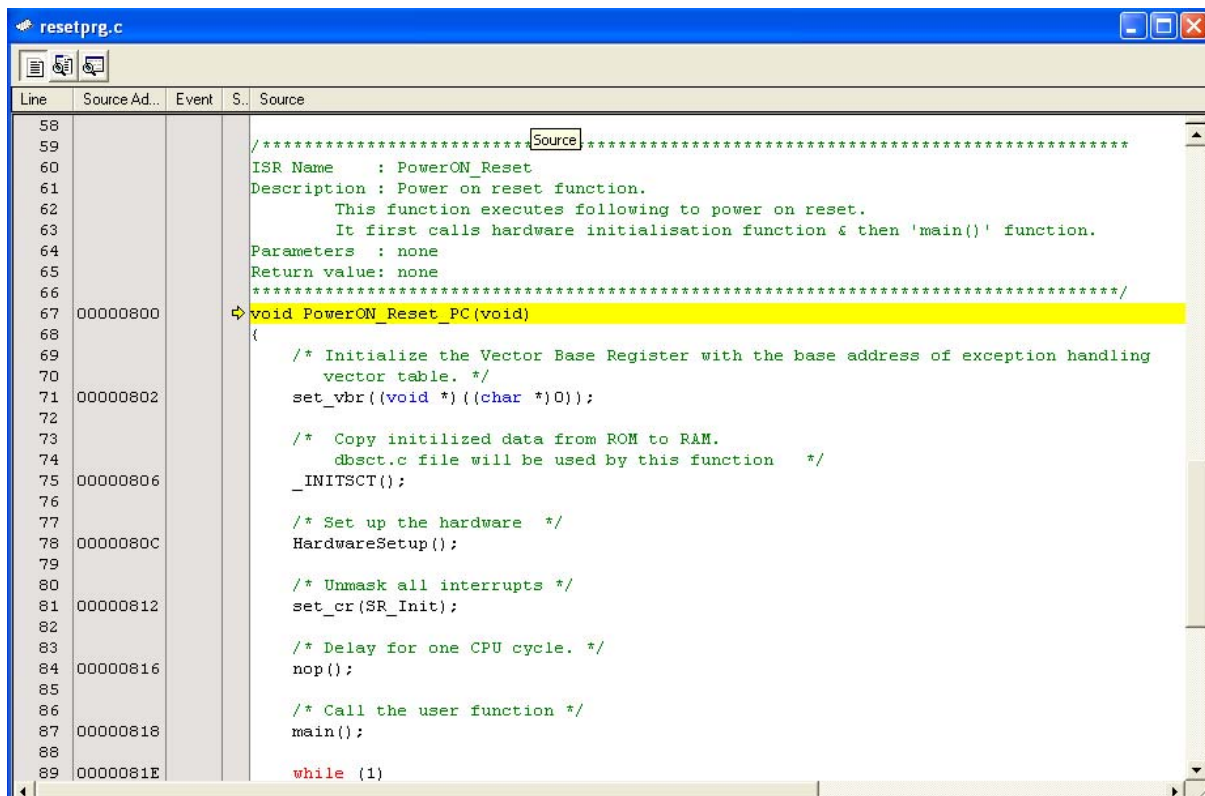 resetprg.c
Line Source Ad... Event S.. Source
58
59 /************************** Source ****************************************************
60 ISR Name    : PowerON_Reset
61 Description : Power on reset function.
62         This function executes following to power on reset.
63         It first calls hardware initialisation function & then 'main()' function.
64 Parameters  : none
65 Return value: none
66 ***********************************************************************************/
67 00000800 void PowerON_Reset_PC(void)
68 {
69     /* Initialize the Vector Base Register with the base address of exception handling
70        vector table. */
71 00000802     set_vbr((void *)((char *)0));
72
73     /*  Copy initilized data from ROM to RAM.
74         dbsct.c file will be used by this function   */
75 00000806     _INITSCT();
76
77     /* Set up the hardware  */
78 0000080C     HardwareSetup();
79
80     /* Unmask all interrupts */
81 00000812     set_cr(SR_Init);
82
83     /* Delay for one CPU cycle. */
84 00000816     nop();
85
86     /* Call the user function */
87 00000818     main();
88
89 0000081E     while (1)